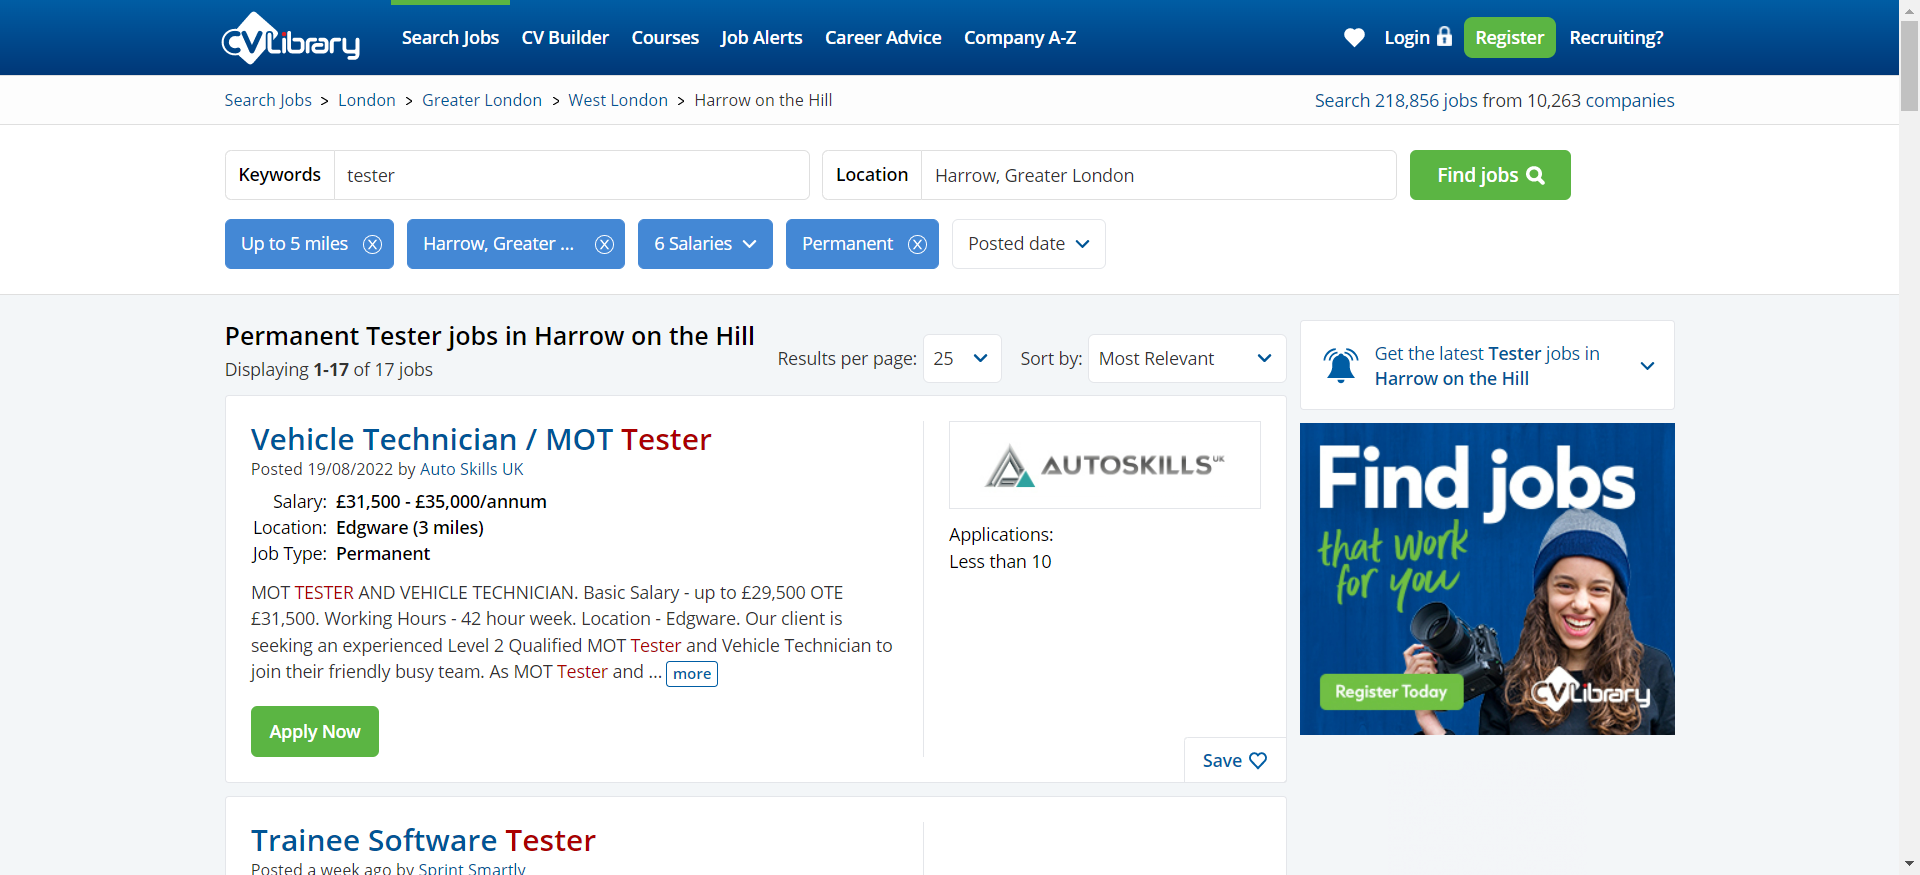 CVLibrary
Search Jobs
CV Builder
Courses
Job Alerts
Career Advice
Company A-Z
Login
Register
Recruiting?
Search Jobs > London > Greater London > West London > Harrow on the Hill
Search 218,856 jobs from 10,263 companies
Keywords
tester
Location
Harrow, Greater London
Find jobs
Up to 5 miles
Harrow, Greater ...
6 Salaries
Permanent
Posted date
Permanent Tester jobs in Harrow on the Hill
Displaying 1-17 of 17 jobs
Results per page: 25
Sort by: Most Relevant
Get the latest Tester jobs in
Harrow on the Hill
Vehicle Technician / MOT Tester
Posted 19/08/2022 by Auto Skills UK
Salary: £31,500 - £35,000/annum
Location: Edgware (3 miles)
Job Type: Permanent
MOT TESTER AND VEHICLE TECHNICIAN. Basic Salary - up to £29,500 OTE
£31,500. Working Hours - 42 hour week. Location - Edgware. Our client is
seeking an experienced Level 2 Qualified MOT Tester and Vehicle Technician to
join their friendly busy team. As MOT Tester and ... more
Apply Now
AUTOSKILLS UK
Applications:
Less than 10
Save
Find jobs
that work
for you
Register Today
CVLibrary
Trainee Software Tester
Posted a week ago by Sprint Smartly